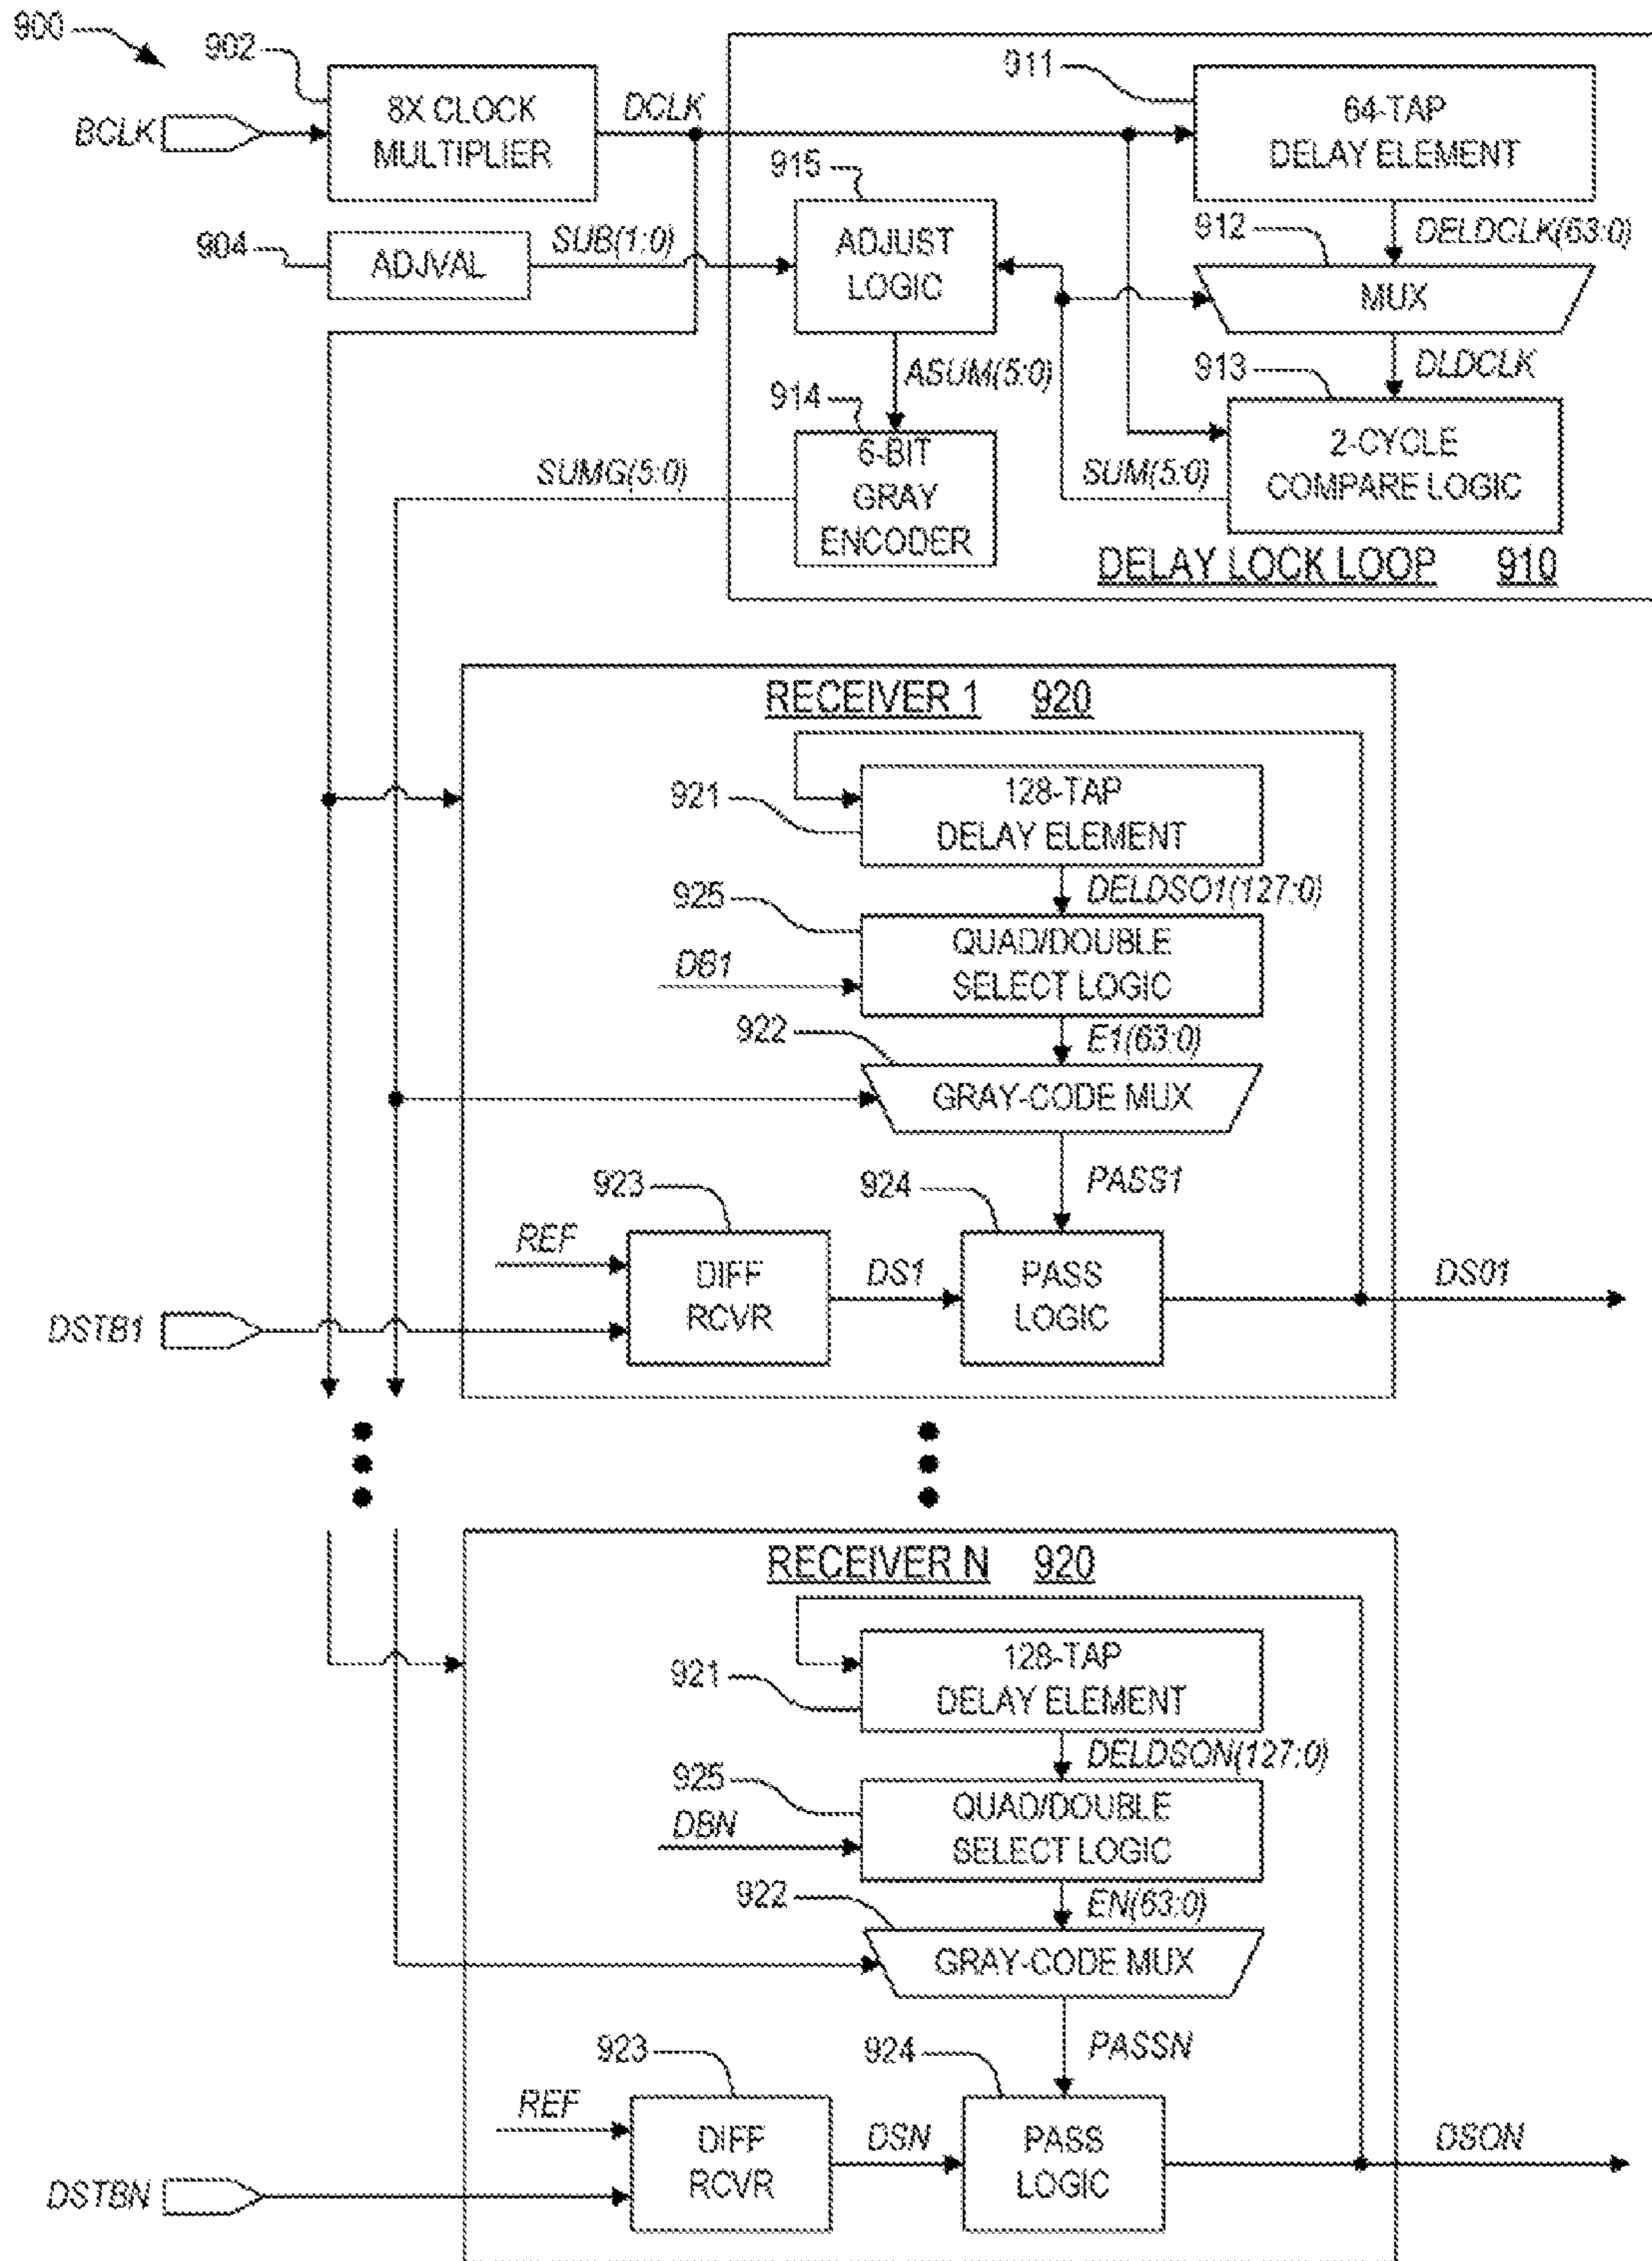 900
902
911
BCLK
8X CLOCK
MULTIPLIER
DCLK
64-TAP
DELAY ELEMENT
915
904
ADJVAL
SUB(1:0)
ADJUST
LOGIC
912
DELDCLK(63:0)
MUX
ASUM(5:0)
913
DLDCLK
914
SUMG(5:0)
6-BIT
GRAY
ENCODER
SUM(5:0)
2-CYCLE
COMPARE LOGIC
DELAY LOCK LOOP 910
RECEIVER 1 920
921
128-TAP
DELAY ELEMENT
925
DELDSO1(127:0)
DB1
QUAD/DOUBLE
SELECT LOGIC
922
E1(63:0)
GRAY-CODE MUX
923
924
PASS1
REF
DIFF
RCVR
DS1
PASS
LOGIC
DSO1
DSTB1
RECEIVER N 920
921
128-TAP
DELAY ELEMENT
925
DELDSON(127:0)
DBN
QUAD/DOUBLE
SELECT LOGIC
922
EN(63:0)
GRAY-CODE MUX
923
924
PASSN
REF
DIFF
RCVR
DSN
PASS
LOGIC
DSON
DSTBN